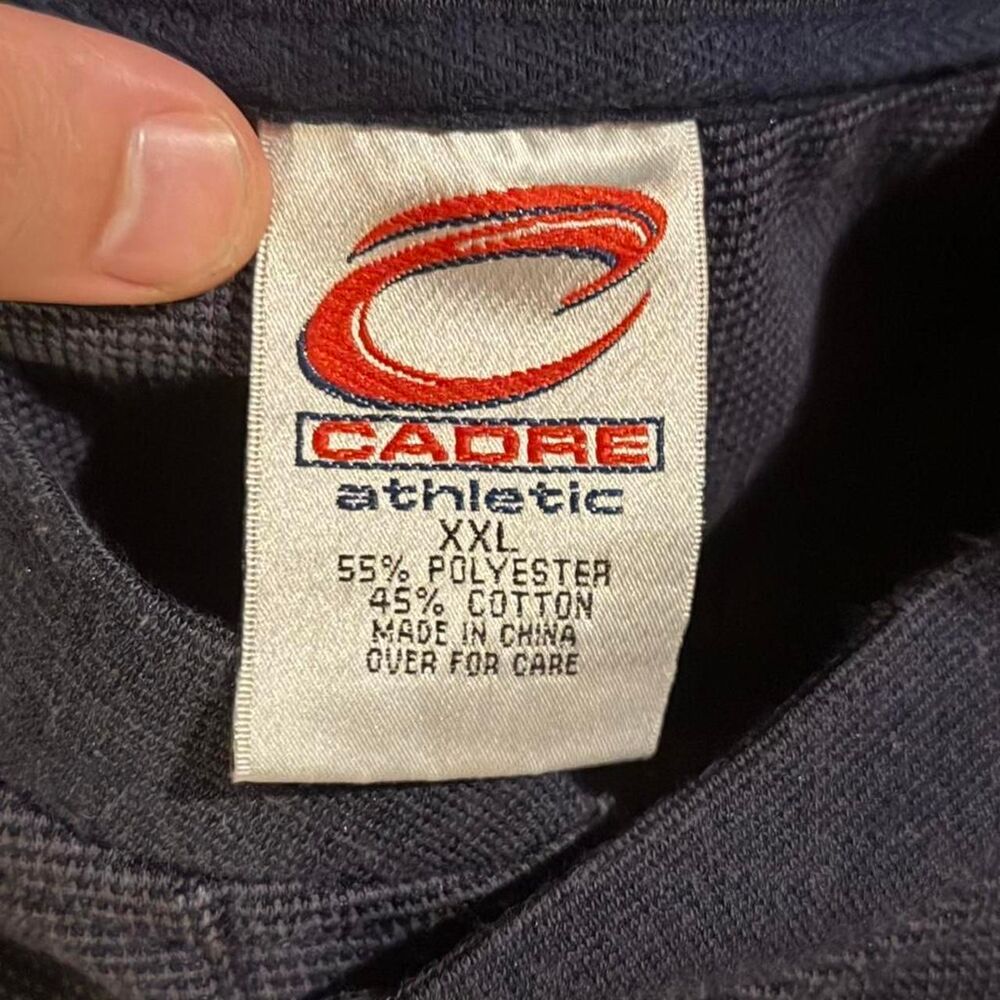 CADRE
athletic
XXL
55% POLYESTER
45% COTTON
MADE IN CHINA
OVER FOR CARE